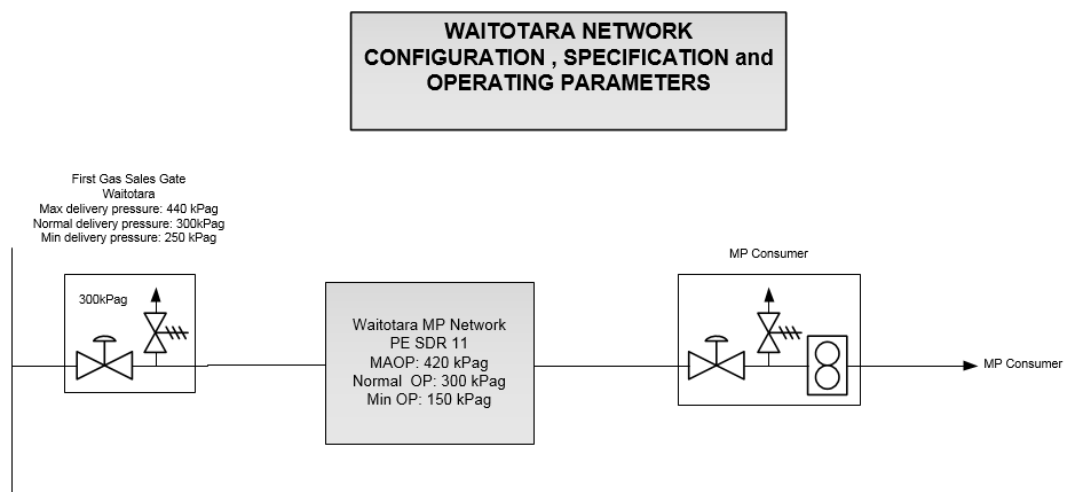 WAITOTARA NETWORK
CONFIGURATION , SPECIFICATION and
OPERATING PARAMETERS
First Gas Sales Gate
Waitotara
Max delivery pressure: 440 kPag
Normal delivery pressure: 300kPag
Min delivery pressure: 250 kPag
300kPag
Waitotara MP Network
PE SDR 11
MAOP: 420 kPag
Normal OP: 300 kPag
Min OP: 150 kPag
MP Consumer
MP Consumer